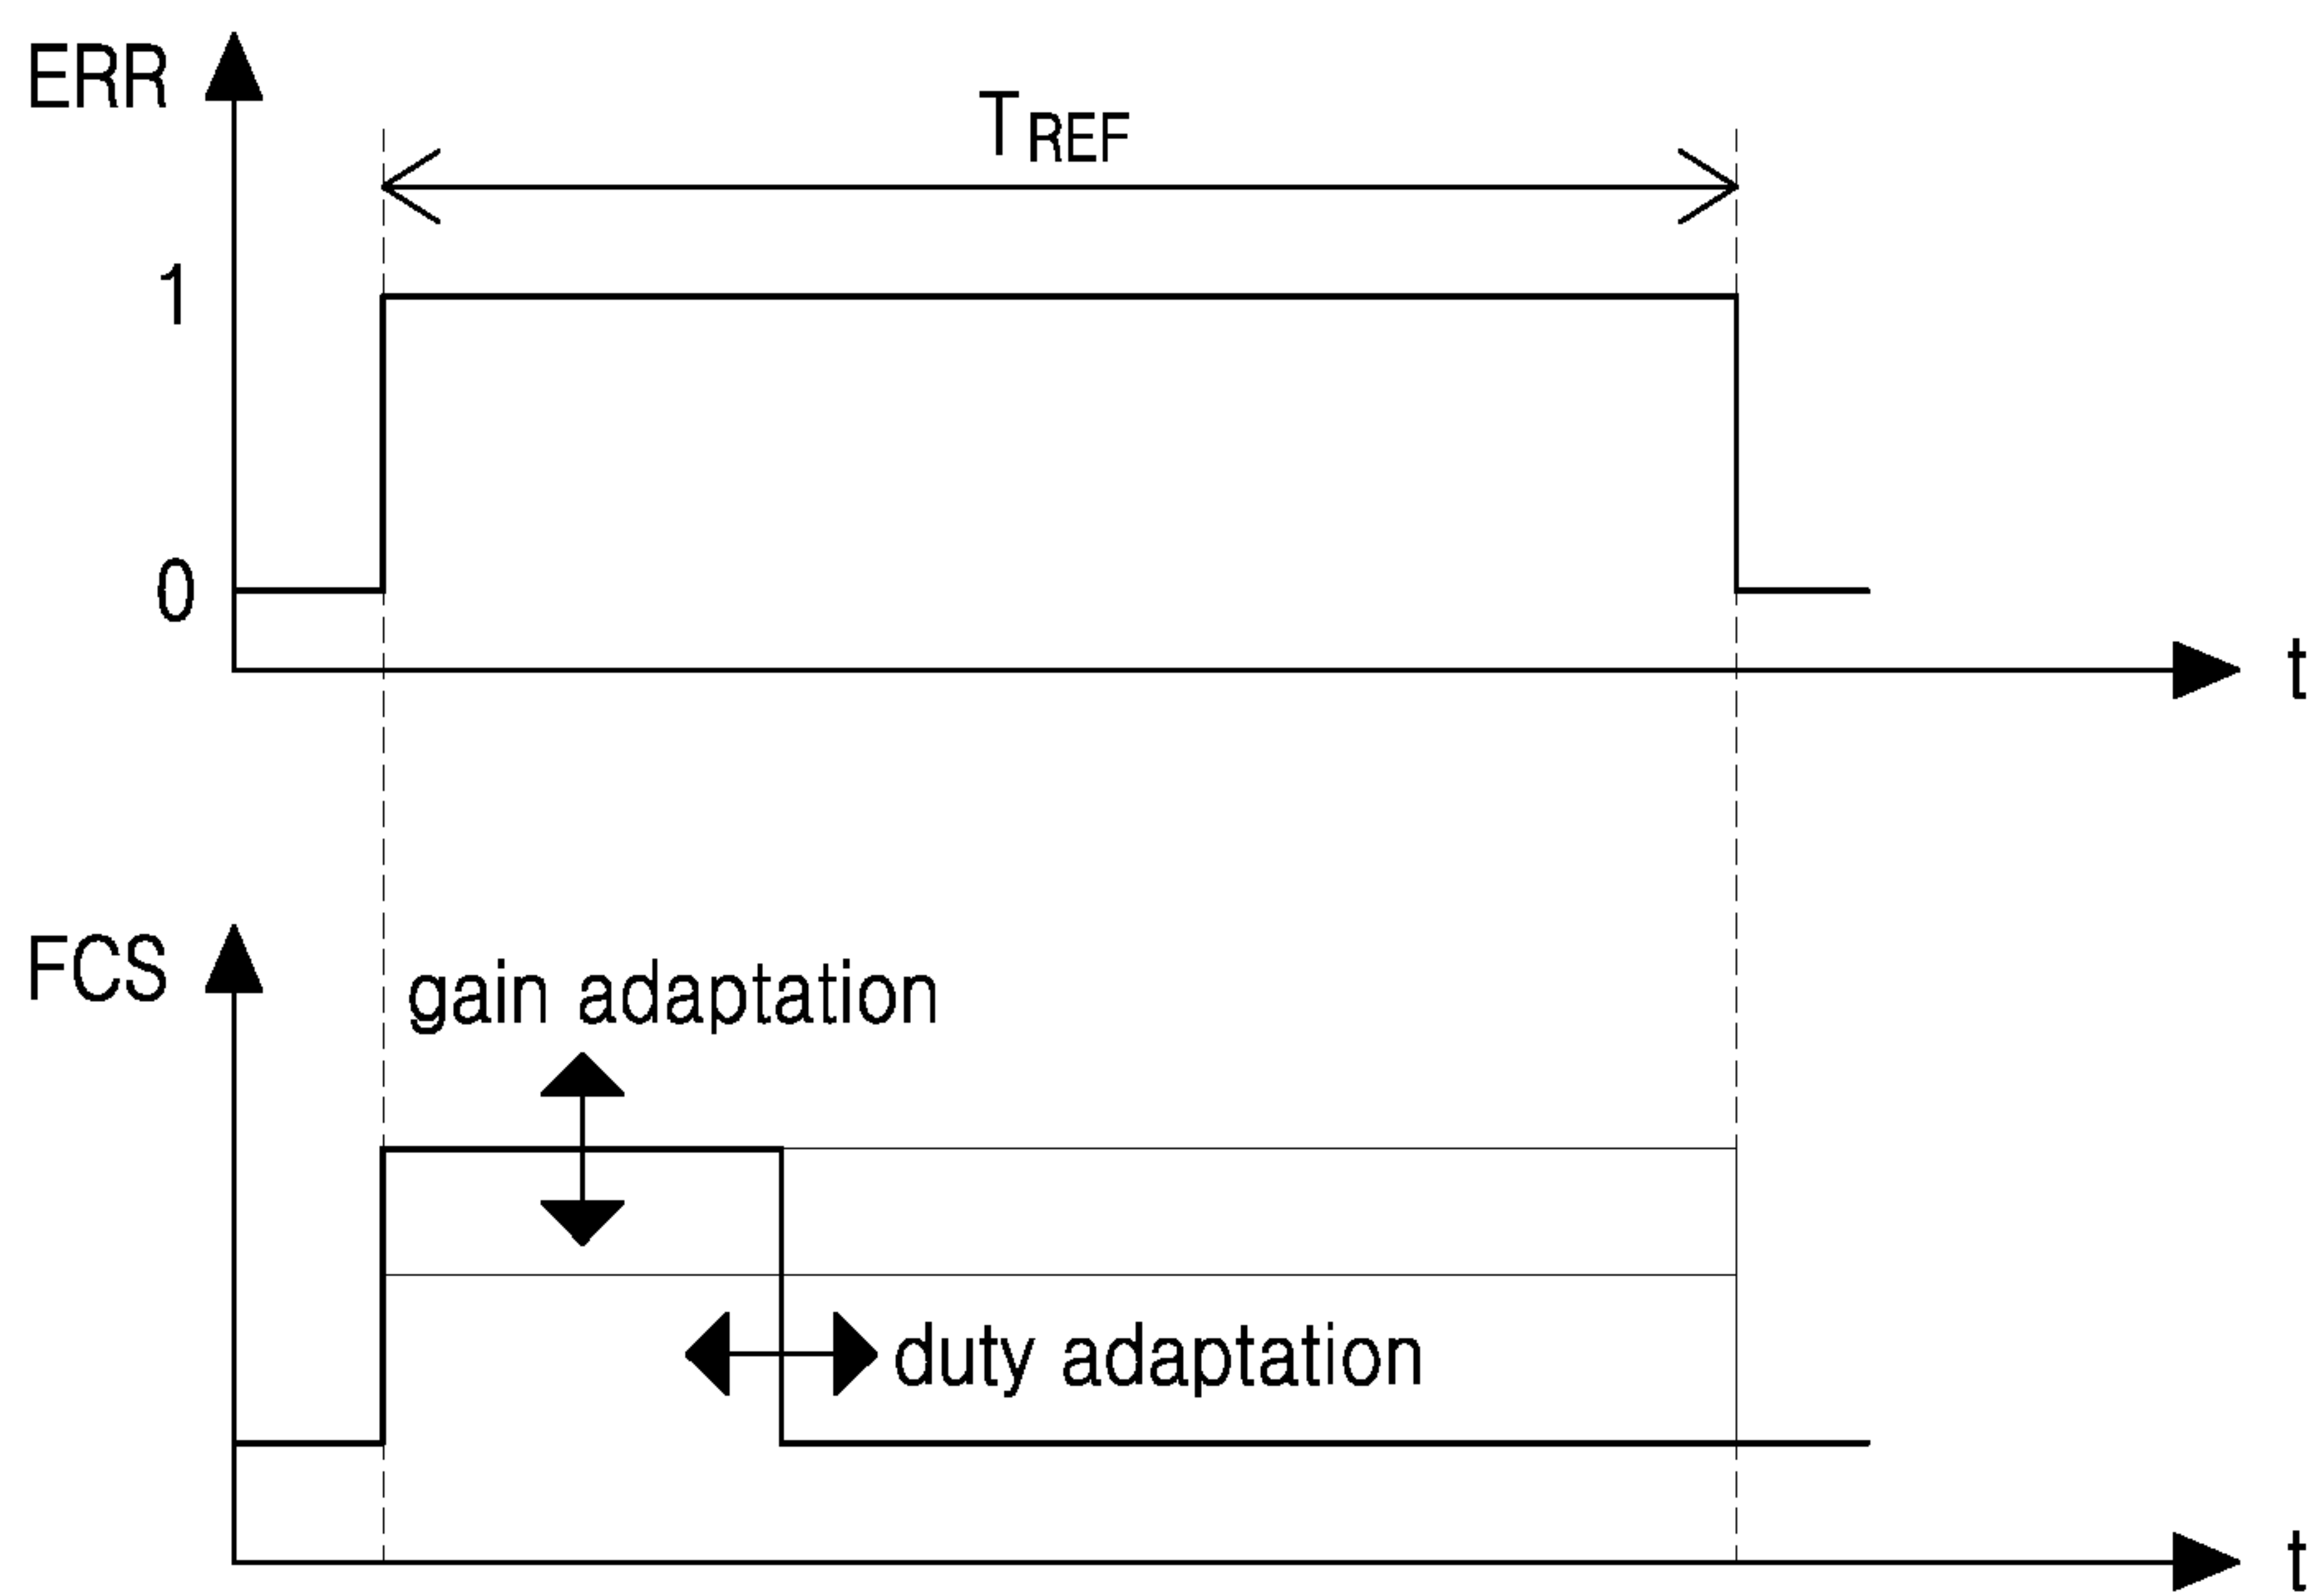 ERR
TREF
1
0
t
FCS
gain adaptation
duty adaptation
t